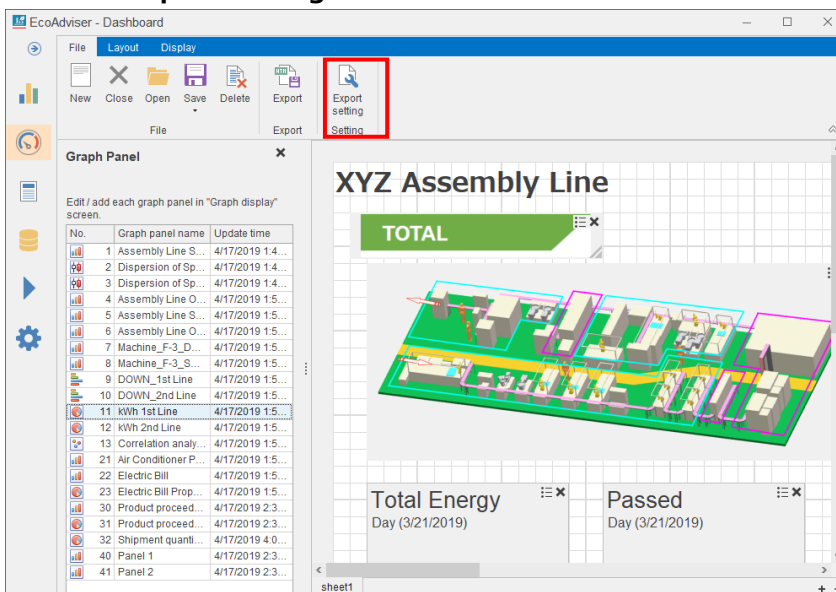 EcoAdviser - Dashboard
File Layout Display
New Close Open Save Delete Export Export setting
File Export Setting
Graph Panel
Edit / add each graph panel in "Graph display" screen.
No. Graph panel name Update time
1 Assembly Line S... 4/17/2019 1:4...
2 Dispersion of Sp... 4/17/2019 1:4...
3 Dispersion of Sp... 4/17/2019 1:4...
4 Assembly Line O... 4/17/2019 1:5...
5 Assembly Line S... 4/17/2019 1:5...
6 Assembly Line O... 4/17/2019 1:5...
7 Machine_F-3_D... 4/17/2019 1:5...
8 Machine_F-3_S... 4/17/2019 1:5...
9 DOWN_1st Line 4/17/2019 1:5...
10 DOWN_2nd Line 4/17/2019 1:5...
11 kWh 1st Line 4/17/2019 1:5...
12 kWh 2nd Line 4/17/2019 1:5...
13 Correlation analy... 4/17/2019 1:5...
21 Air Conditioner P... 4/17/2019 1:5...
22 Electric Bill 4/17/2019 1:5...
23 Electric Bill Prop... 4/17/2019 1:5...
30 Product proceed... 4/17/2019 2:3...
31 Product proceed... 4/17/2019 2:3...
32 Shipment quanti... 4/17/2019 4:0...
40 Panel 1 4/17/2019 2:3...
41 Panel 2 4/17/2019 2:3...
XYZ Assembly Line
TOTAL
Total Energy
Day (3/21/2019)
Passed
Day (3/21/2019)
sheet1